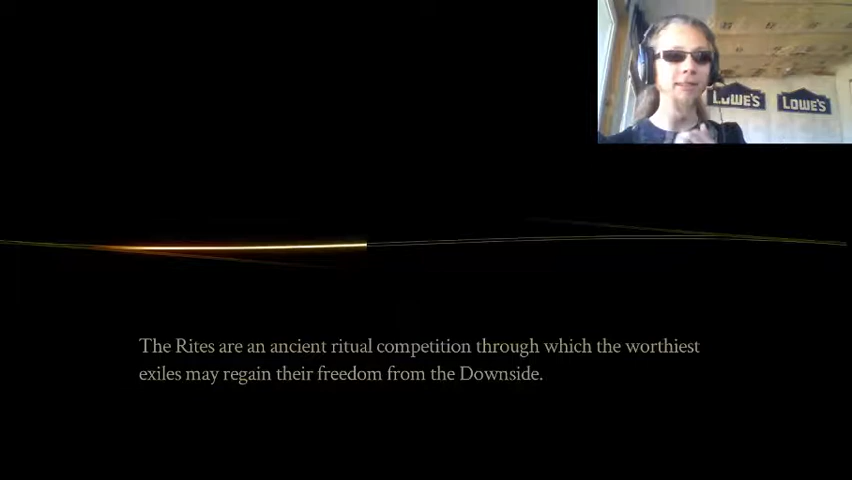 LOWE'S
LOWE'S
The Rites are an ancient ritual competition through which the worthiest
exiles may regain their freedom from the Downside.